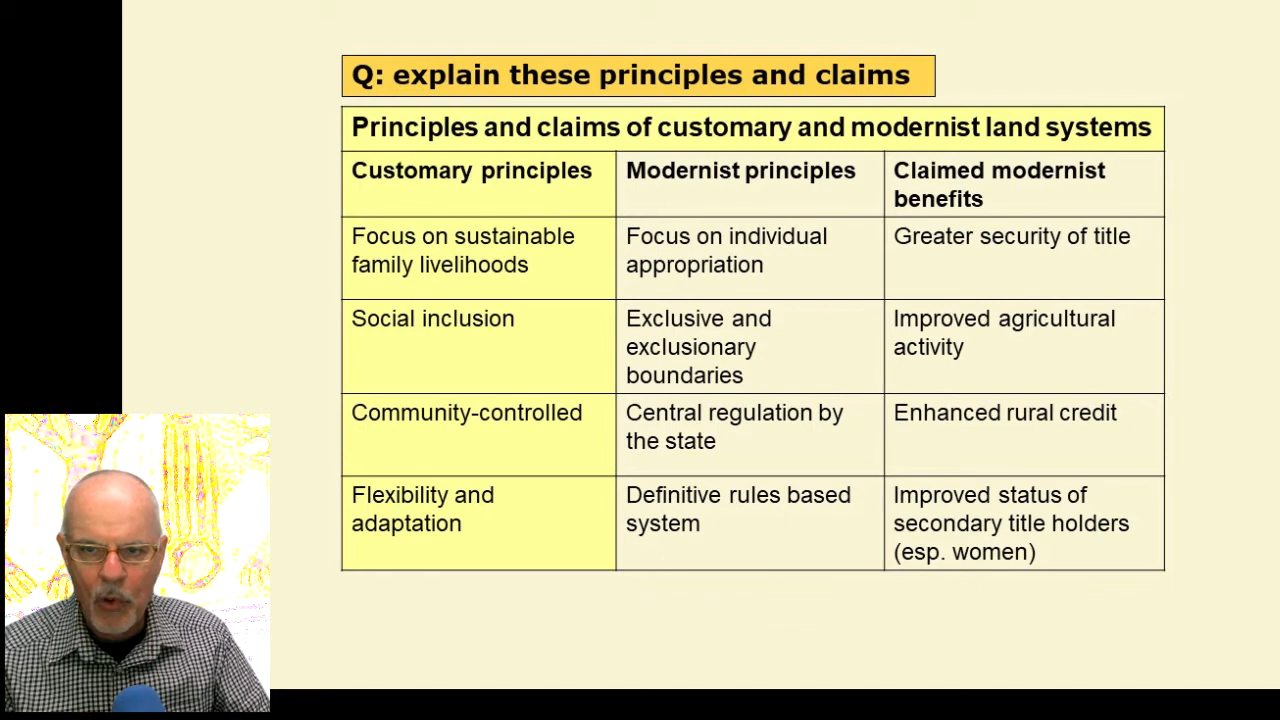 Q: explain these principles and claims
Principles and claims of customary and modernist land systems
Customary principles
Modernist principles
Claimed modernist
benefits
Focus on sustainable
family livelihoods
Focus on individual
appropriation
Greater security of title
Social inclusion
Exclusive and
exclusionary
boundaries
Improved agricultural
activity
Community-controlled
Central regulation by
the state
Enhanced rural credit
Flexibility and
adaptation
Definitive rules based
system
Improved status of
secondary title holders
(esp. women)